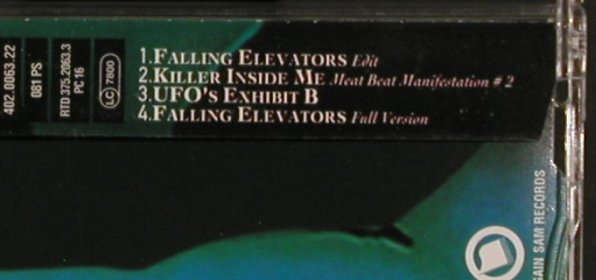 402.0063.22
081 PS
RTD 375.2063.3
PC 16
LC 7800
1.FALLING ELEVATORS Edit
2.KILLER INSIDE ME Meat Beat Manifestation # 2
3.UFO'S EXHIBIT B
4.FALLING ELEVATORS Full Version
AIN SAM RECORDS